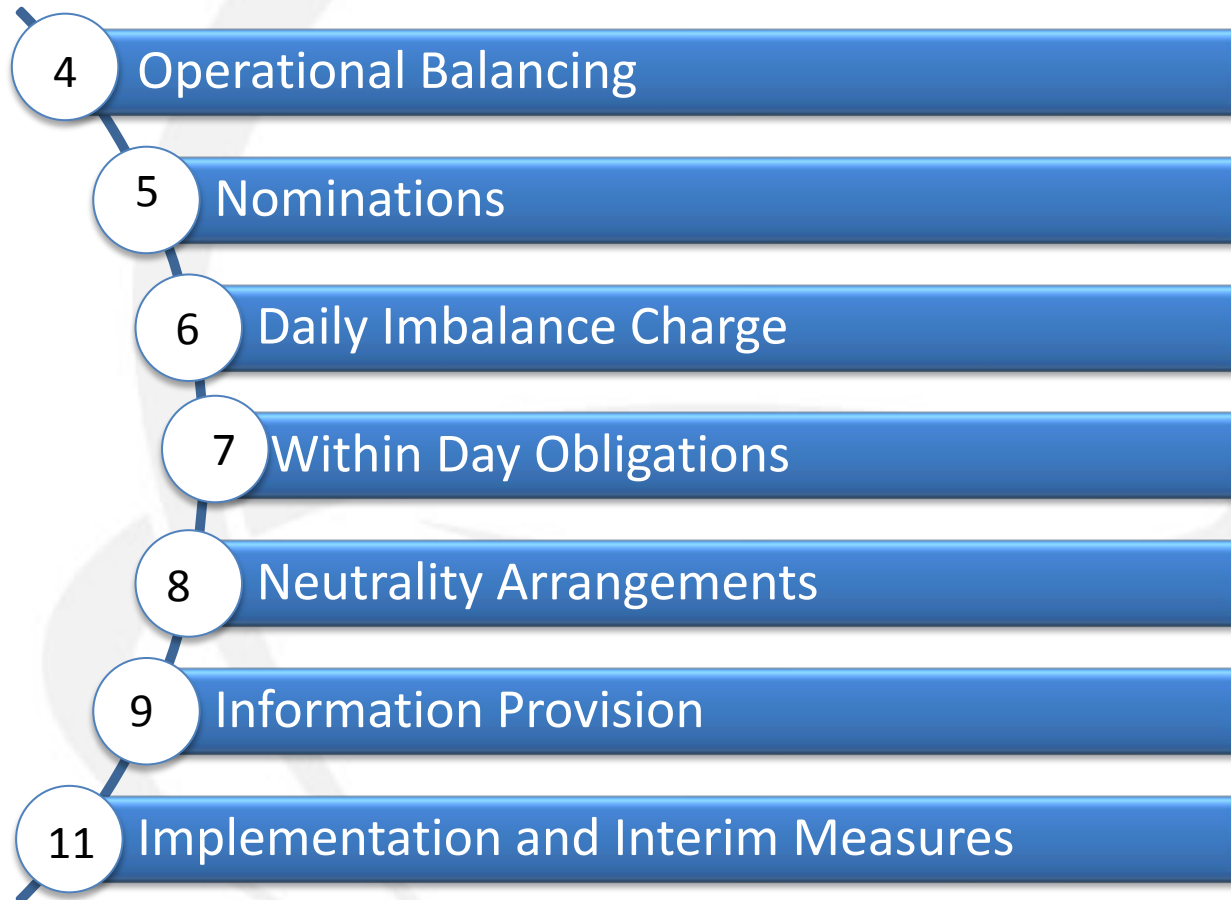 4 Operational Balancing
5 Nominations
6 Daily Imbalance Charge
7 Within Day Obligations
8 Neutrality Arrangements
9 Information Provision
11 Implementation and Interim Measures